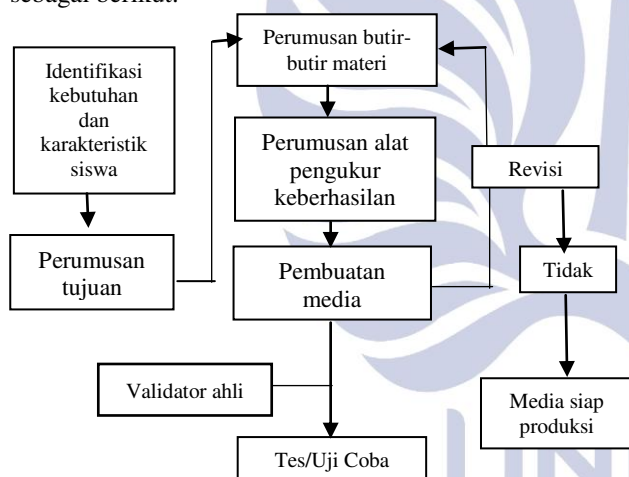 sebagai berikut:
Identifikasi
kebutuhan
dan
karakteristik
siswa
Perumusan
tujuan
Perumusan butir-
butir materi
Perumusan alat
pengukur
keberhasilan
Pembuatan
media
Validator ahli
Tes/Uji Coba
Revisi
Tidak
Media siap
produksi